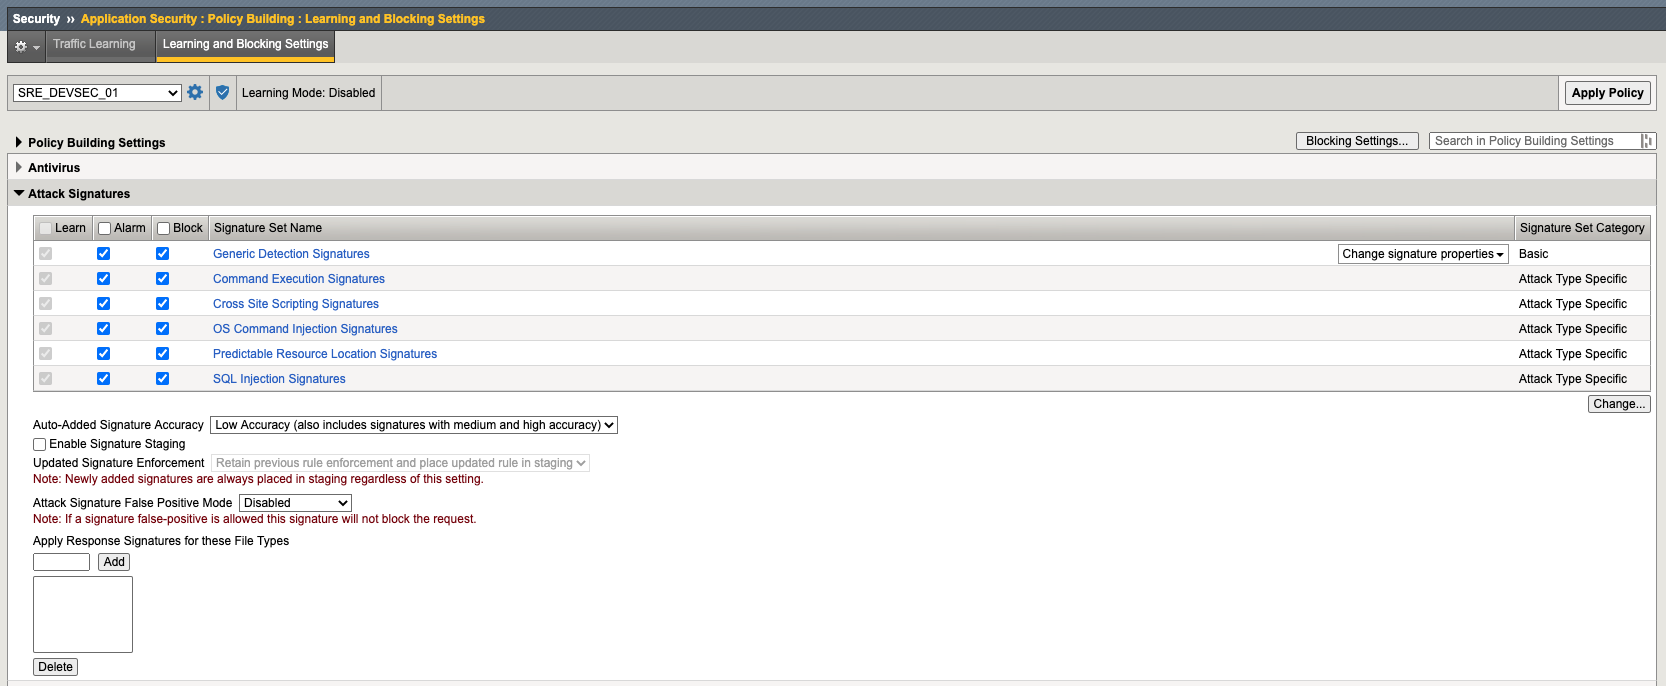 Security ›› Application Security : Policy Building : Learning and Blocking Settings
Traffic Learning Learning and Blocking Settings
SRE_DEVSEC_01 Learning Mode: Disabled Apply Policy
Policy Building Settings Blocking Settings... Search in Policy Building Settings
Antivirus
Attack Signatures
Learn Alarm Block Signature Set Name Signature Set Category
Generic Detection Signatures Change signature properties Basic
Command Execution Signatures Attack Type Specific
Cross Site Scripting Signatures Attack Type Specific
OS Command Injection Signatures Attack Type Specific
Predictable Resource Location Signatures Attack Type Specific
SQL Injection Signatures Attack Type Specific
Change...
Auto-Added Signature Accuracy Low Accuracy (also includes signatures with medium and high accuracy)
Enable Signature Staging
Updated Signature Enforcement Retain previous rule enforcement and place updated rule in staging
Note: Newly added signatures are always placed in staging regardless of this setting.
Attack Signature False Positive Mode Disabled
Note: If a signature false-positive is allowed this signature will not block the request.
Apply Response Signatures for these File Types
Add
Delete